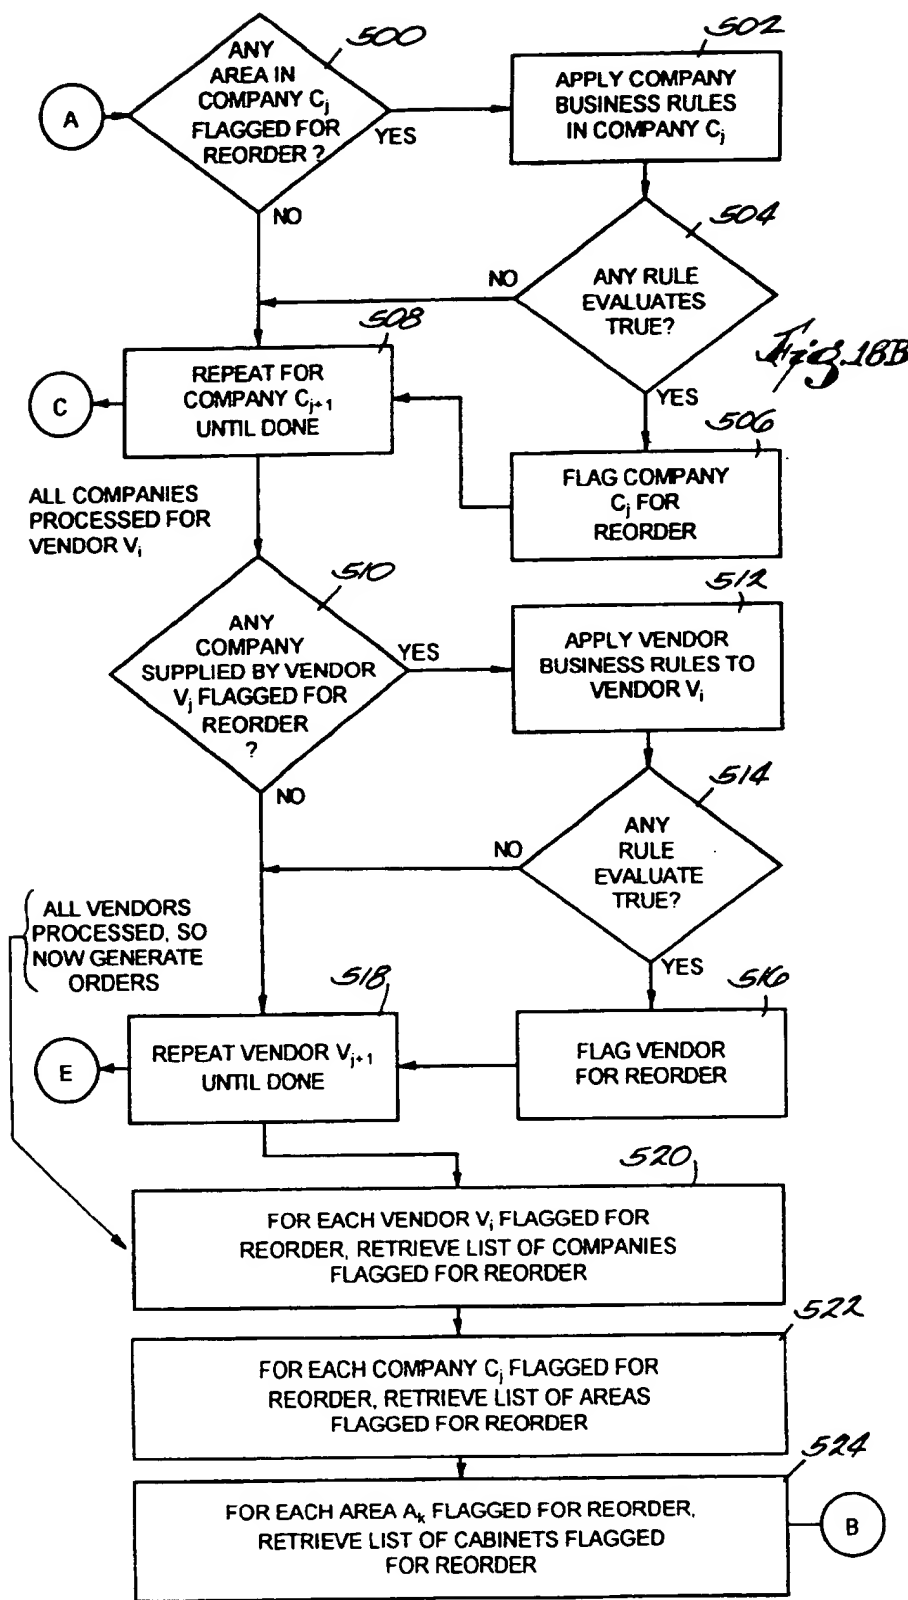 500
ANY
AREA IN
COMPANY Cj
FLAGGED FOR
REORDER ?
A
YES
NO
502
APPLY COMPANY
BUSINESS RULES
IN COMPANY Cj
504
ANY RULE
EVALUATES
TRUE?
NO
YES
Fig. 18B
508
REPEAT FOR
COMPANY Cj+1
UNTIL DONE
C
506
FLAG COMPANY
Cj FOR
REORDER
ALL COMPANIES
PROCESSED FOR
VENDOR Vi
510
ANY
COMPANY
SUPPLIED BY VENDOR
Vj FLAGGED FOR
REORDER
?
YES
NO
512
APPLY VENDOR
BUSINESS RULES TO
VENDOR Vi
514
ANY
RULE
EVALUATE
TRUE?
NO
YES
ALL VENDORS
PROCESSED, SO
NOW GENERATE
ORDERS
518
REPEAT VENDOR Vj+1
UNTIL DONE
E
516
FLAG VENDOR
FOR REORDER
520
FOR EACH VENDOR Vi FLAGGED FOR
REORDER, RETRIEVE LIST OF COMPANIES
FLAGGED FOR REORDER
522
FOR EACH COMPANY Cj FLAGGED FOR
REORDER, RETRIEVE LIST OF AREAS
FLAGGED FOR REORDER
524
FOR EACH AREA Ak FLAGGED FOR REORDER,
RETRIEVE LIST OF CABINETS FLAGGED
FOR REORDER
B